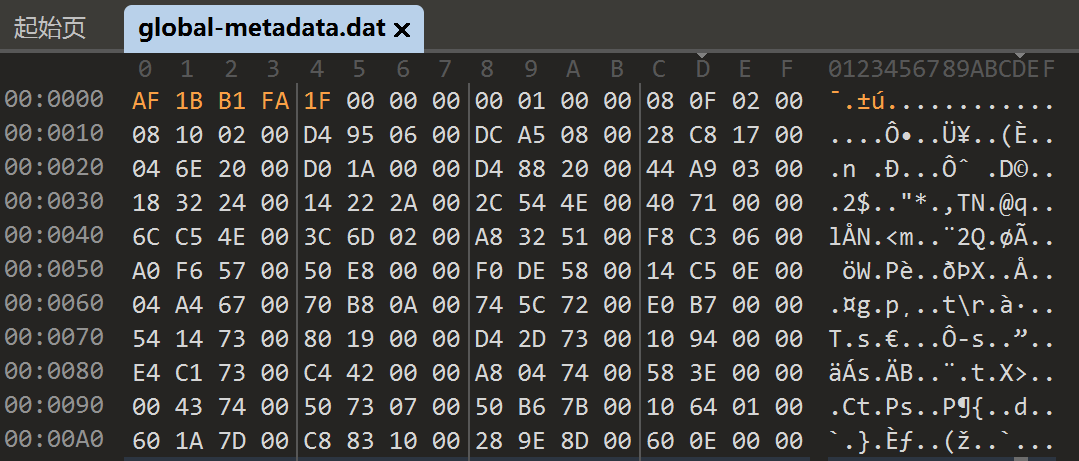 起始页 global-metadata.dat ×
0 1 2 3 4 5 6 7 8 9 A B C D E F 0123456789ABCDEF
00:0000 AF 1B B1 FA 1F 00 00 00 00 01 00 00 08 0F 02 00 ¯.±ú............
00:0010 08 10 02 00 D4 95 06 00 DC A5 08 00 28 C8 17 00 ....Ô•..Ü¥..(È..
00:0020 04 6E 20 00 D0 1A 00 00 D4 88 20 00 44 A9 03 00 .n .Ð...Ôˆ .D©..
00:0030 18 32 24 00 14 22 2A 00 2C 54 4E 00 40 71 00 00 .2$.."*.,TN.@q..
00:0040 6C C5 4E 00 3C 6D 02 00 A8 32 51 00 F8 C3 06 00 lÅN.<m..¨2Q.øÃ..
00:0050 A0 F6 57 00 50 E8 00 00 F0 DE 58 00 14 C5 0E 00  öW.Pè..ðÞX..Å..
00:0060 04 A4 67 00 70 B8 0A 00 74 5C 72 00 E0 B7 00 00 .¤g.p¸..t\r.à·..
00:0070 54 14 73 00 80 19 00 00 D4 2D 73 00 10 94 00 00 T.s.€...Ô-s..”..
00:0080 E4 C1 73 00 C4 42 00 00 A8 04 74 00 58 3E 00 00 äÁs.ÄB..¨.t.X>..
00:0090 00 43 74 00 50 73 07 00 50 B6 7B 00 10 64 01 00 .Ct.Ps..P¶{..d..
00:00A0 60 1A 7D 00 C8 83 10 00 28 9E 8D 00 60 0E 00 00 `.}.Èƒ..(ž..`...